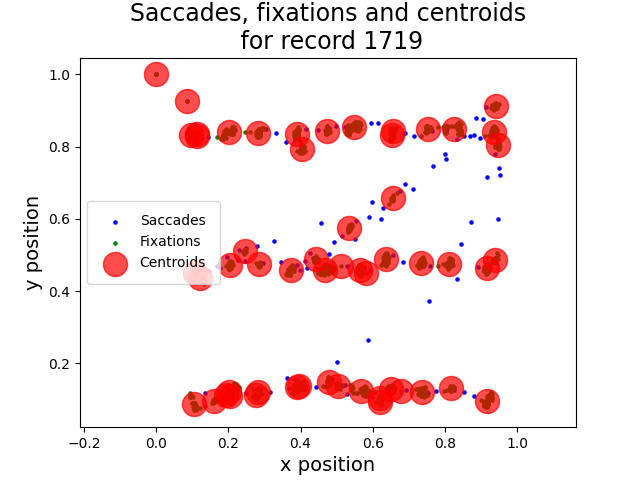 Saccades, fixations and centroids
for record 1719
1.0
0.8
0.6
0.4
0.2
y position
Saccades
Fixations
Centroids
−0.2
0.0
0.2
0.4
0.6
0.8
1.0
x position